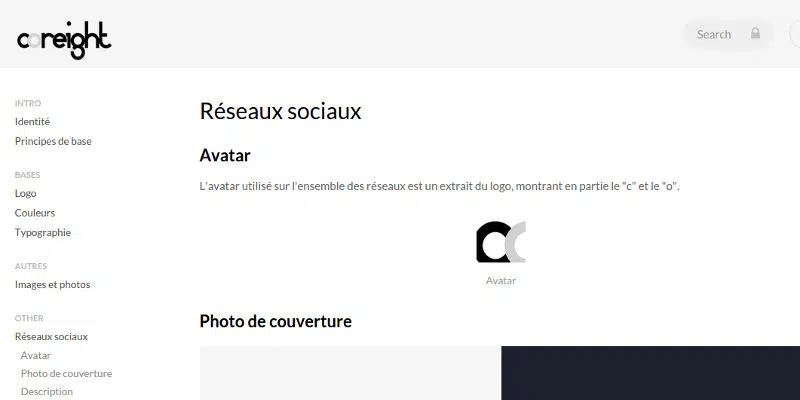 coreight
Search
INTRO
Identité
Principes de base
BASES
Logo
Couleurs
Typographie
AUTRES
Images et photos
OTHER
Réseaux sociaux
Avatar
Photo de couverture
Description
Réseaux sociaux
Avatar
L'avatar utilisé sur l'ensemble des réseaux est un extrait du logo, montrant en partie le "c" et le "o".
Avatar
Photo de couverture